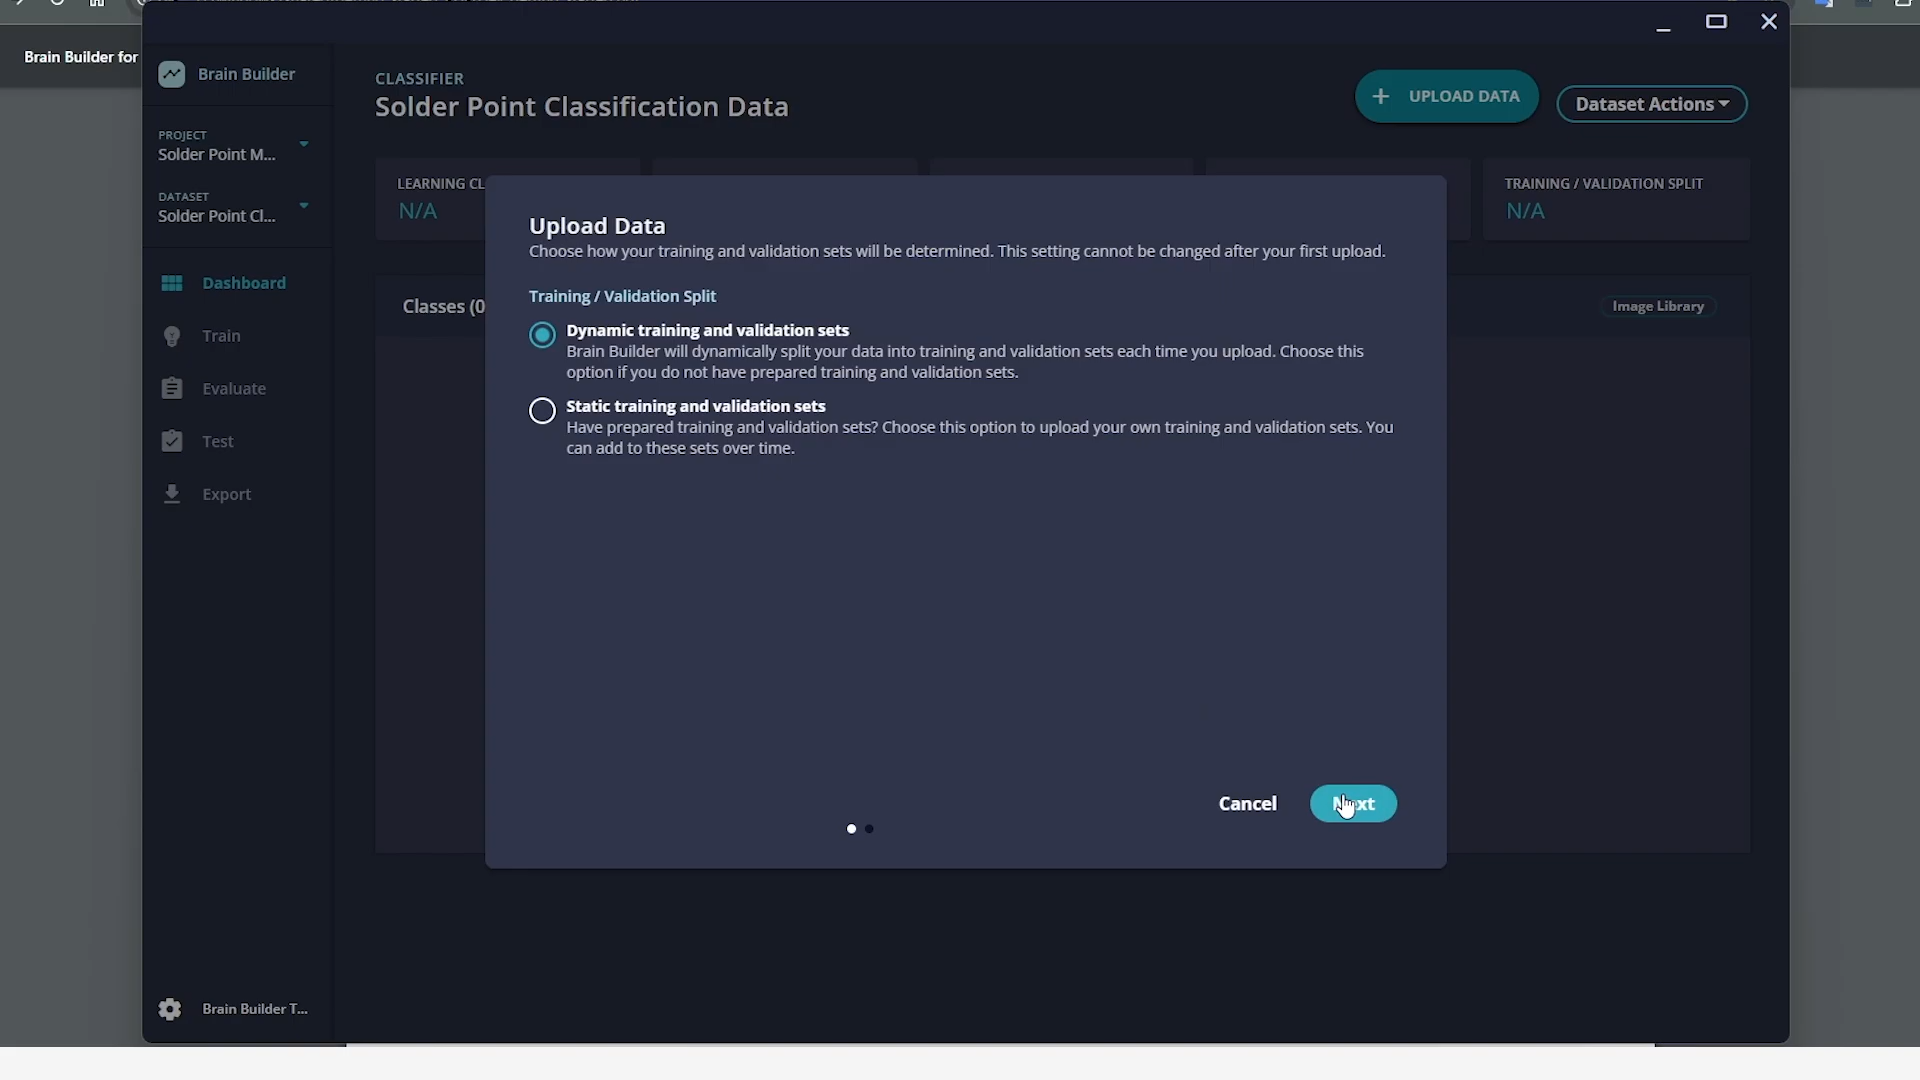 Brain Builder for
Brain Builder
PROJECT
Solder Point M...
DATASET
Solder Point Cl...
Dashboard
Train
Evaluate
Test
Export
Brain Builder T...
CLASSIFIER
Solder Point Classification Data
+ UPLOAD DATA
Dataset Actions
LEARNING CL
N/A
TRAINING / VALIDATION SPLIT
N/A
Classes (0
Image Library
Upload Data
Choose how your training and validation sets will be determined. This setting cannot be changed after your first upload.
Training / Validation Split
Dynamic training and validation sets
Brain Builder will dynamically split your data into training and validation sets each time you upload. Choose this
option if you do not have prepared training and validation sets.
Static training and validation sets
Have prepared training and validation sets? Choose this option to upload your own training and validation sets. You
can add to these sets over time.
Cancel
Next